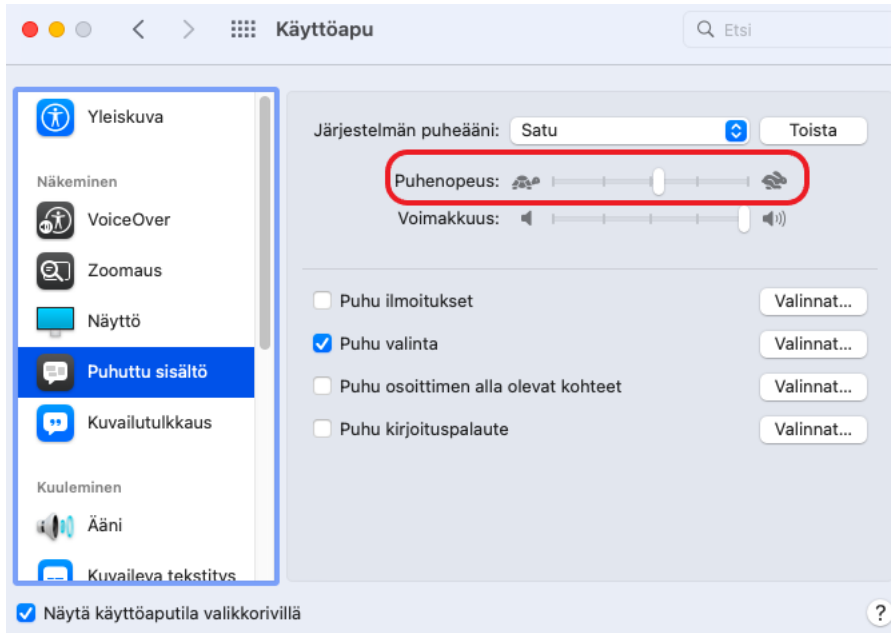 Käyttöapu
Etsi
Yleiskuva
Näkeminen
VoiceOver
Zoomaus
Näyttö
Puhuttu sisältö
Kuvailutulkkaus
Kuuleminen
Ääni
Kuvaileva tekstitys
Järjestelmän puheääni: Satu Toista
Puhenopeus:
Voimakkuus:
Puhu ilmoitukset Valinnat...
Puhu valinta Valinnat...
Puhu osoittimen alla olevat kohteet Valinnat...
Puhu kirjoituspalaute Valinnat...
Näytä käyttöaputila valikkorivillä ?